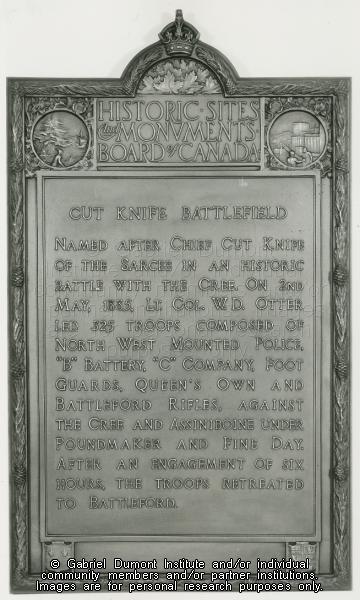 HISTORIC SITES
AND MONVMENTS
BOARD OF CANADA
CUT KNIFE BATTLEFIELD
NAMED AFTER CHIEF CUT KNIFE
OF THE SARCEE IN AN HISTORIC
BATTLE WITH THE CREE. ON 2ND
MAY, 1885, LT. COL. W.D. OTTER
LED 325 TROOPS COMPOSED OF
NORTH WEST MOUNTED POLICE,
"B" BATTERY, "C" COMPANY, FOOT
GUARDS, QUEEN'S OWN AND
BATTLEFORD RIFLES, AGAINST
THE CREE AND ASSINIBOINE UNDER
POUNDMAKER AND FINE DAY.
AFTER AN ENGAGEMENT OF SIX
HOURS, THE TROOPS RETREATED
TO BATTLEFORD.
© Gabriel Dumont Institute and/or individual
community members and/or partner institutions.
Images are for personal research purposes only.